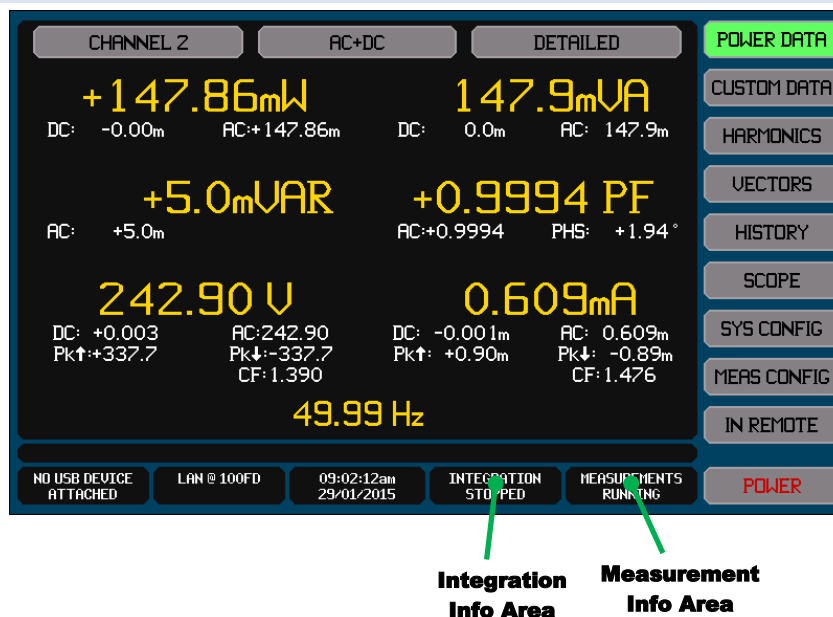 CHANNEL 2 AC+DC DETAILED
+147.86mW 147.9mVA
DC: -0.00m AC:+147.86m DC: 0.0m AC: 147.9m
+5.0mVAR +0.9994 PF
AC: +5.0m AC:+0.9994 PHS: +1.94°
242.90 V 0.609mA
DC: +0.003 AC:242.90 DC: -0.001m AC: 0.609m
Pk↑:+337.7 Pk↓:-337.7 Pk↑: +0.90m Pk↓: -0.89m
CF:1.390 CF:1.476
49.99 Hz
NO USB DEVICE ATTACHED
LAN @ 100FD
09:02:12am
29/01/2015
INTEGRATION
STOPPED
MEASUREMENTS
RUNNING
POWER DATA
CUSTOM DATA
HARMONICS
VECTORS
HISTORY
SCOPE
SYS CONFIG
MEAS CONFIG
IN REMOTE
POWER
Integration
Info Area
Measurement
Info Area